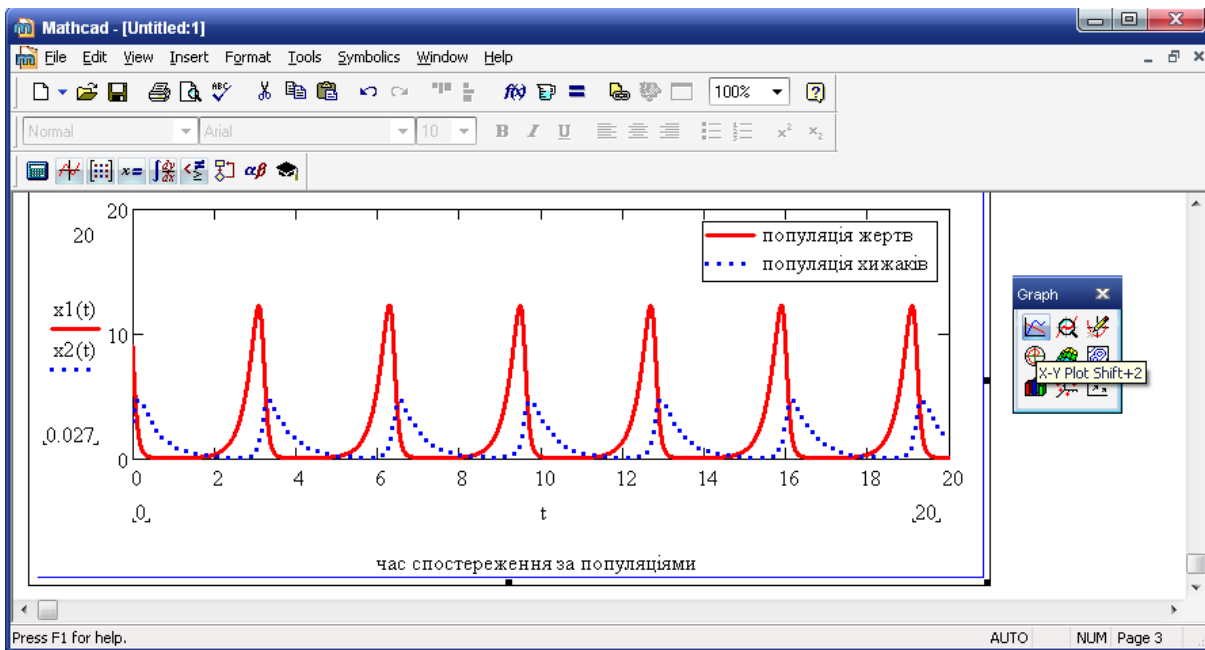 Mathcad - [Untitled:1]
File Edit View Insert Format Tools Symbolics Window Help
100%
Normal Arial 10 B I U x² x₂
20
20
популяція жертв
популяція хижаків
Graph
x1(t)
10
x2(t)
X-Y Plot Shift+2
0.027
0
0 2 4 6 8 10 12 14 16 18 20
0 t 20
час спостереження за популяціями
Press F1 for help. AUTO NUM Page 3